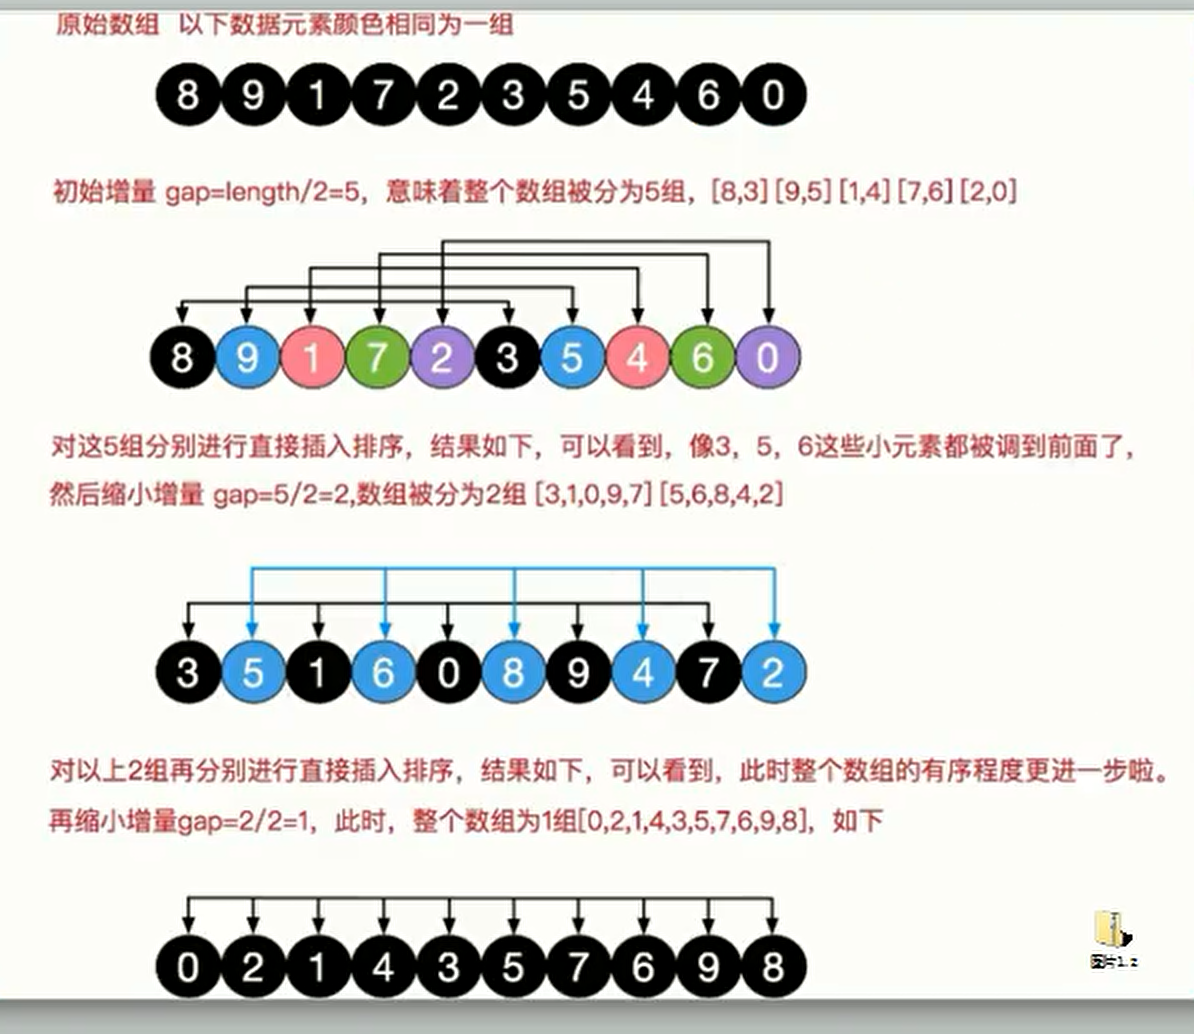 原始数组 以下数据元素颜色相同为一组
8 9 1 7 2 3 5 4 6 0
初始增量 gap=length/2=5，意味着整个数组被分为5组，[8,3] [9,5] [1,4] [7,6] [2,0]
8 9 1 7 2 3 5 4 6 0
对这5组分别进行直接插入排序，结果如下，可以看到，像3，5，6这些小元素都被调到前面了，
然后缩小增量 gap=5/2=2,数组被分为2组 [3,1,0,9,7] [5,6,8,4,2]
3 5 1 6 0 8 9 4 7 2
对以上2组再分别进行直接插入排序，结果如下，可以看到，此时整个数组的有序程度更进一步啦。
再缩小增量gap=2/2=1，此时，整个数组为1组[0,2,1,4,3,5,7,6,9,8]，如下
0 2 1 4 3 5 7 6 9 8
图片1.z